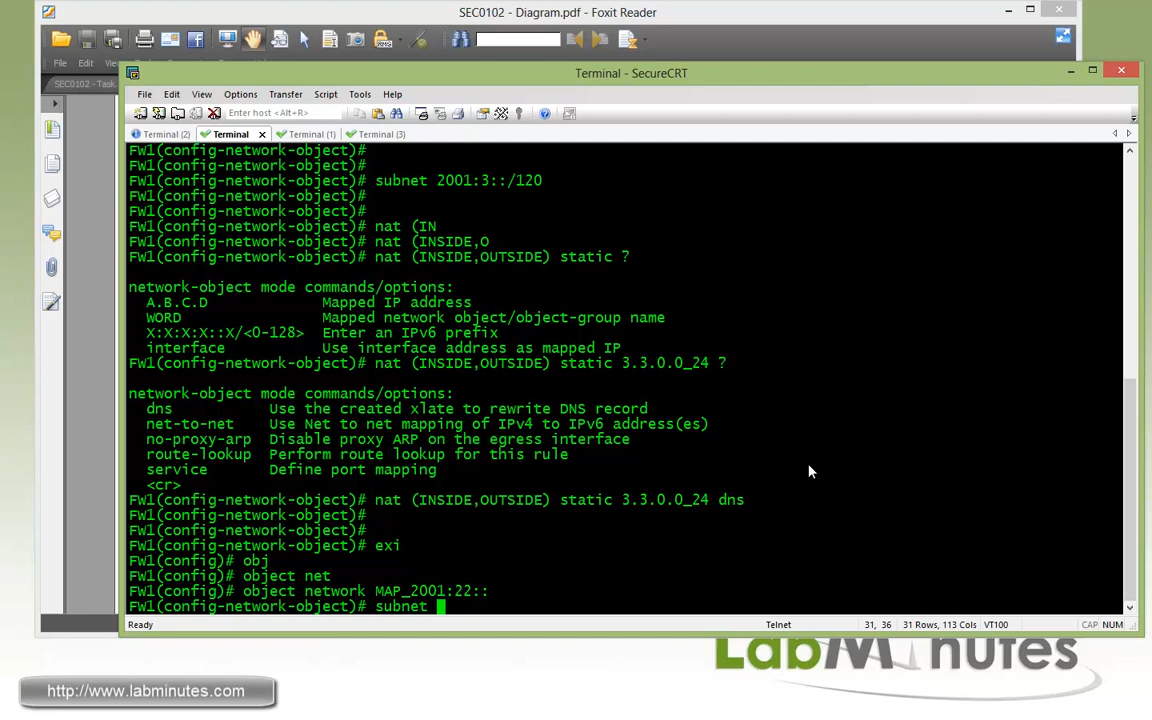 SEC0102 - Diagram.pdf - Foxit Reader
File
Edit
SEC0102 - Task.
Terminal - SecureCRT
File Edit View Options Transfer Script Tools Help
Enter host <Alt+R>
Terminal (2) Terminal Terminal (1) Terminal (3)
FW1(config-network-object)#
FW1(config-network-object)#
FW1(config-network-object)# subnet 2001:3::/120
FW1(config-network-object)#
FW1(config-network-object)#
FW1(config-network-object)# nat (IN
FW1(config-network-object)# nat (INSIDE,O
FW1(config-network-object)# nat (INSIDE,OUTSIDE) static ?
network-object mode commands/options:
A.B.C.D Mapped IP address
WORD Mapped network object/object-group name
X:X:X:X::X/<0-128> Enter an IPv6 prefix
interface Use interface address as mapped IP
FW1(config-network-object)# nat (INSIDE,OUTSIDE) static 3.3.0.0_24 ?
network-object mode commands/options:
dns Use the created xlate to rewrite DNS record
net-to-net Use Net to net mapping of IPv4 to IPv6 address(es)
no-proxy-arp Disable proxy ARP on the egress interface
route-lookup Perform route lookup for this rule
service Define port mapping
<cr>
FW1(config-network-object)# nat (INSIDE,OUTSIDE) static 3.3.0.0_24 dns
FW1(config-network-object)#
FW1(config-network-object)#
FW1(config-network-object)# exi
FW1(config)# obj
FW1(config)# object net
FW1(config)# object network MAP_2001:22::
FW1(config-network-object)# subnet
Ready Telnet 31, 36 31 Rows, 113 Cols VT100 CAP NUM
LabMinutes
http://www.labminutes.com